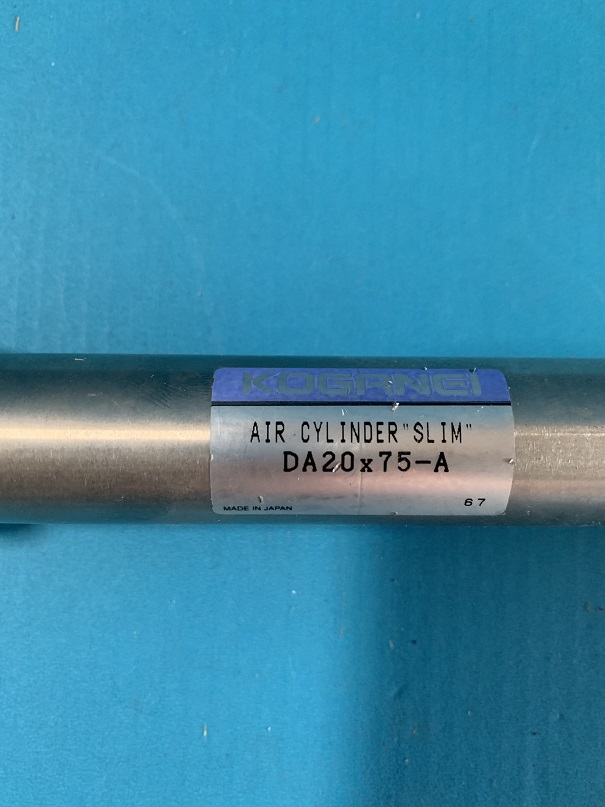 KOGANEI
AIR CYLINDER "SLIM"
DA20x75-A
MADE IN JAPAN 67